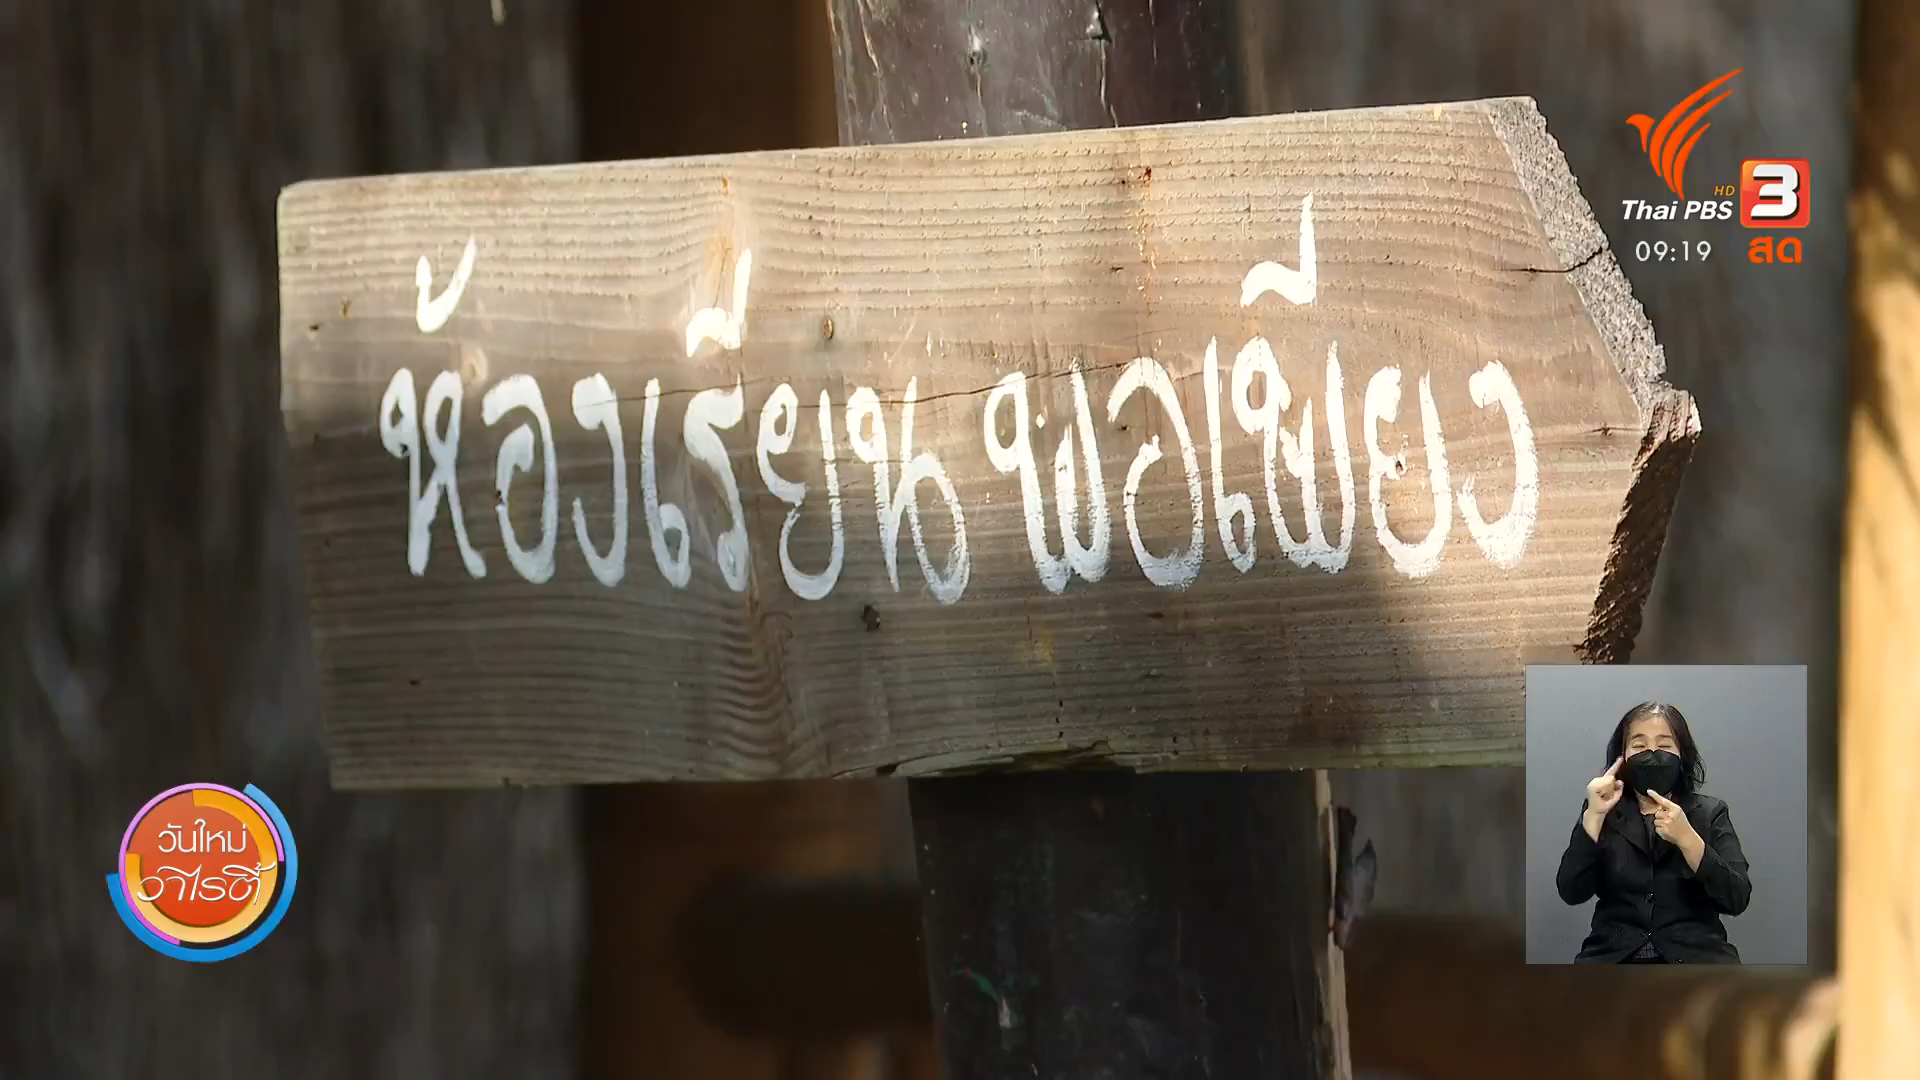 HD
Thai PBS 3
09:19 สด
ห้องเรียนพอเพียง
วันใหม่
วาไรตี้